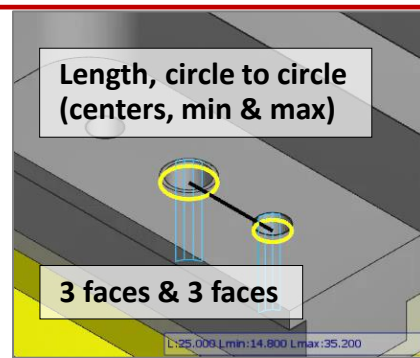 Length, circle to circle
(centers, min & max)
3 faces & 3 faces
L:25.000 Lmin:14.800 Lmax:35.200